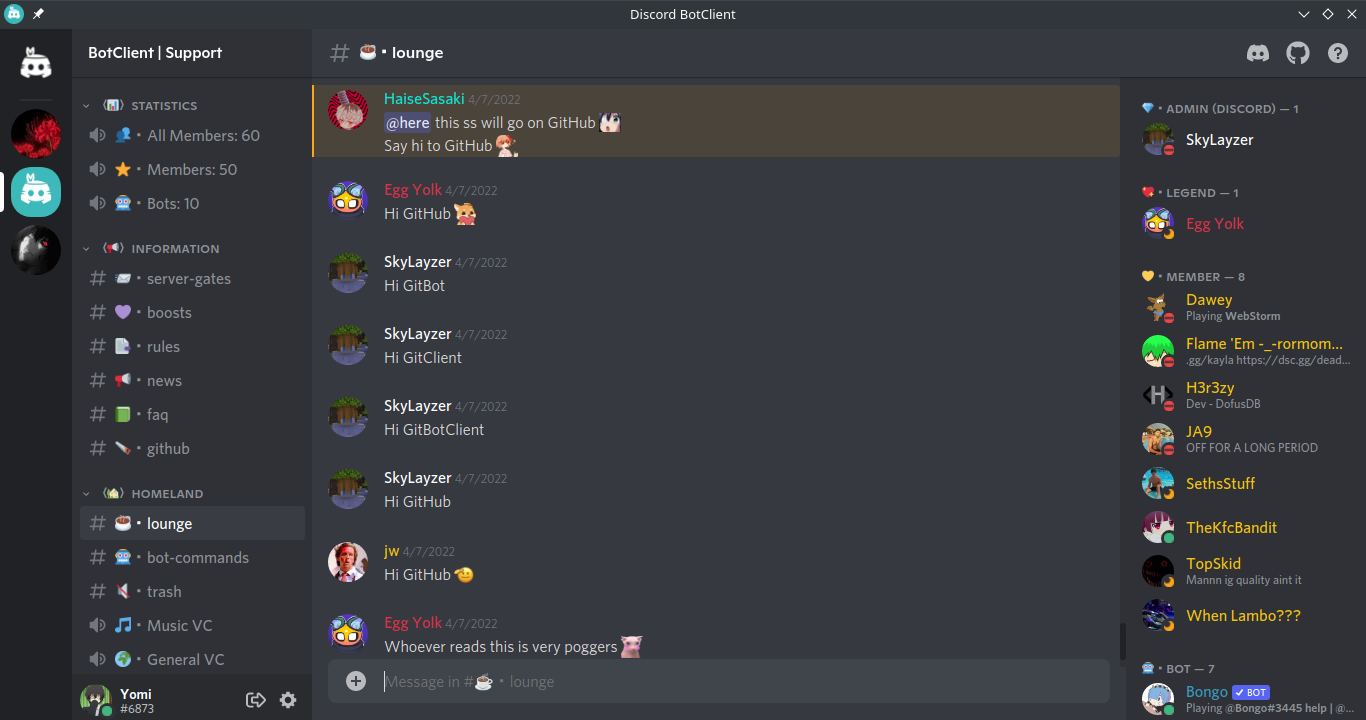 Discord BotClient
BotClient | Support
STATISTICS
All Members: 60
Members: 50
Bots: 10
INFORMATION
server-gates
boosts
rules
news
faq
github
HOMELAND
lounge
bot-commands
trash
Music VC
General VC
Yomi
#6873
# ☕ • lounge
HaiseSasaki 4/7/2022
@here this ss will go on GitHub
Say hi to GitHub
Egg Yolk 4/7/2022
Hi GitHub
SkyLayzer 4/7/2022
Hi GitBot
SkyLayzer 4/7/2022
Hi GitClient
SkyLayzer 4/7/2022
Hi GitBotClient
SkyLayzer 4/7/2022
Hi GitHub
jw 4/7/2022
Hi GitHub
Egg Yolk 4/7/2022
Whoever reads this is very poggers
Message in #☕ • lounge
ADMIN (DISCORD) — 1
SkyLayzer
LEGEND — 1
Egg Yolk
MEMBER — 8
Dawey
Playing WebStorm
Flame 'Em -_-rormom...
.gg/kayla https://dsc.gg/dead...
H3r3zy
Dev - DofusDB
JA9
OFF FOR A LONG PERIOD
SethsStuff
TheKfcBandit
TopSkid
Mannn ig quality aint it
When Lambo???
BOT — 7
Bongo ✓ BOT
Playing @Bongo#3445 help | @...